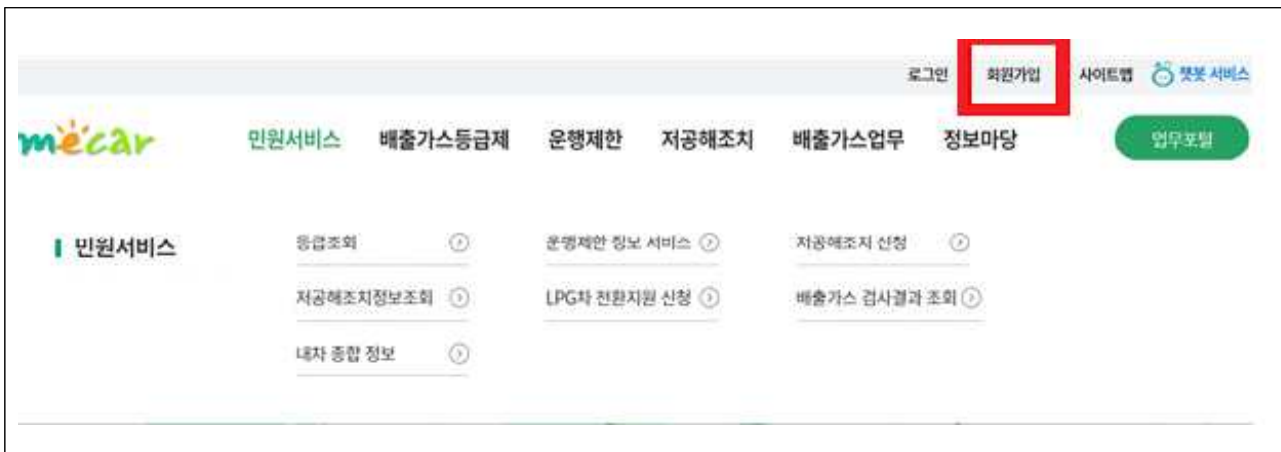 로그인 회원가입 사이트맵 챗봇 서비스
mecar 민원서비스 배출가스등급제 운행제한 저공해조치 배출가스업무 정보마당 업무포털
민원서비스 등급조회 운행제한 정보 서비스 저공해조치 신청
저공해조치정보조회 LPG차 전환지원 신청 배출가스 검사결과 조회
내차 종합 정보